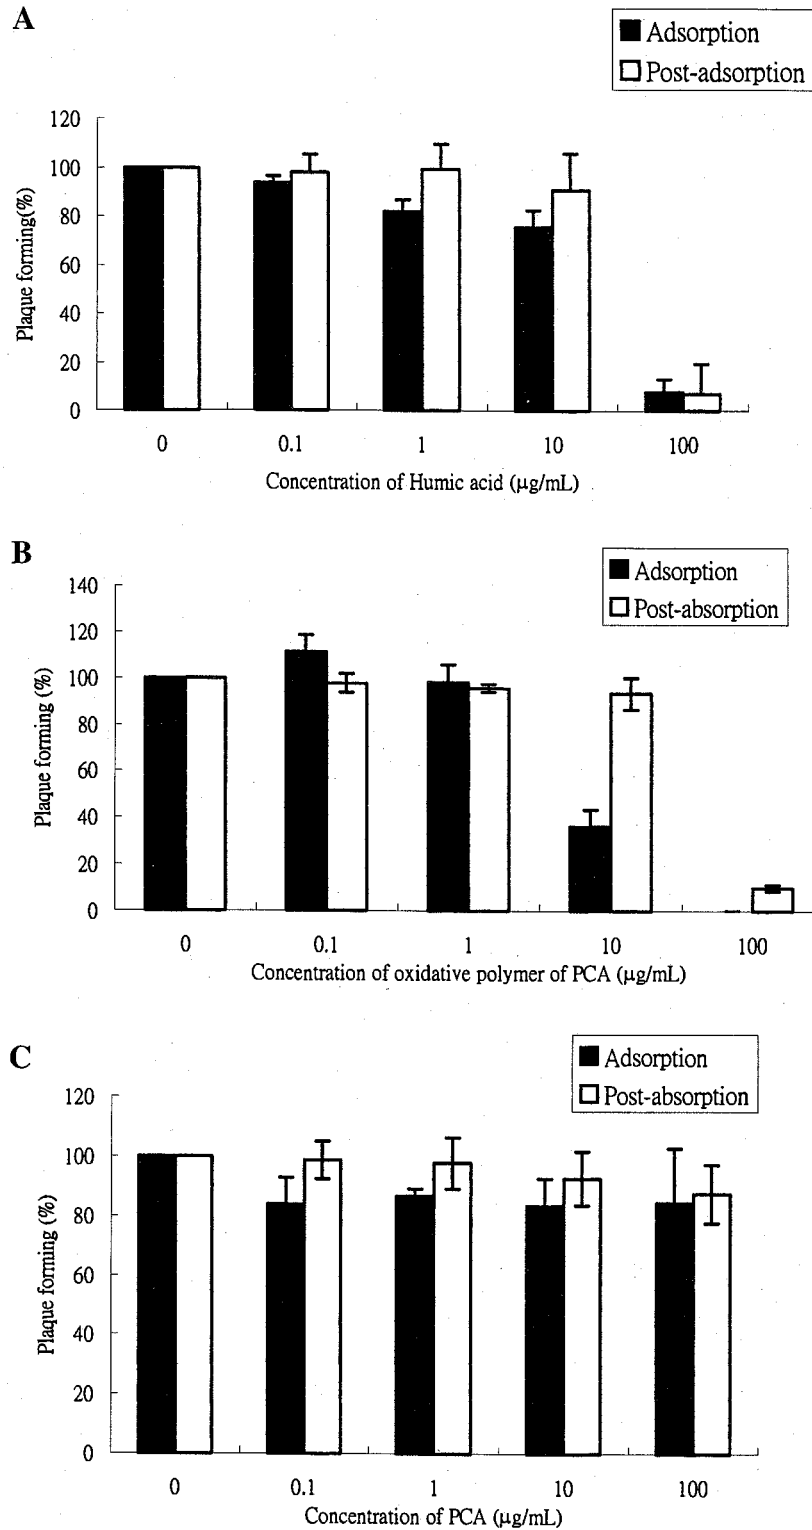 A
Adsorption
Post-adsorption
Plaque forming(%)
120
100
80
60
40
20
0
0 0.1 1 10 100
Concentration of Humic acid (μg/mL)
B
Adsorption
Post-absorption
Plaque forming (%)
140
120
100
80
60
40
20
0
0 0.1 1 10 100
Concentration of oxidative polymer of PCA (μg/mL)
C
Adsorption
Post-absorption
Plaque forming (%)
120
100
80
60
40
20
0
0 0.1 1 10 100
Concentration of PCA (μg/mL)